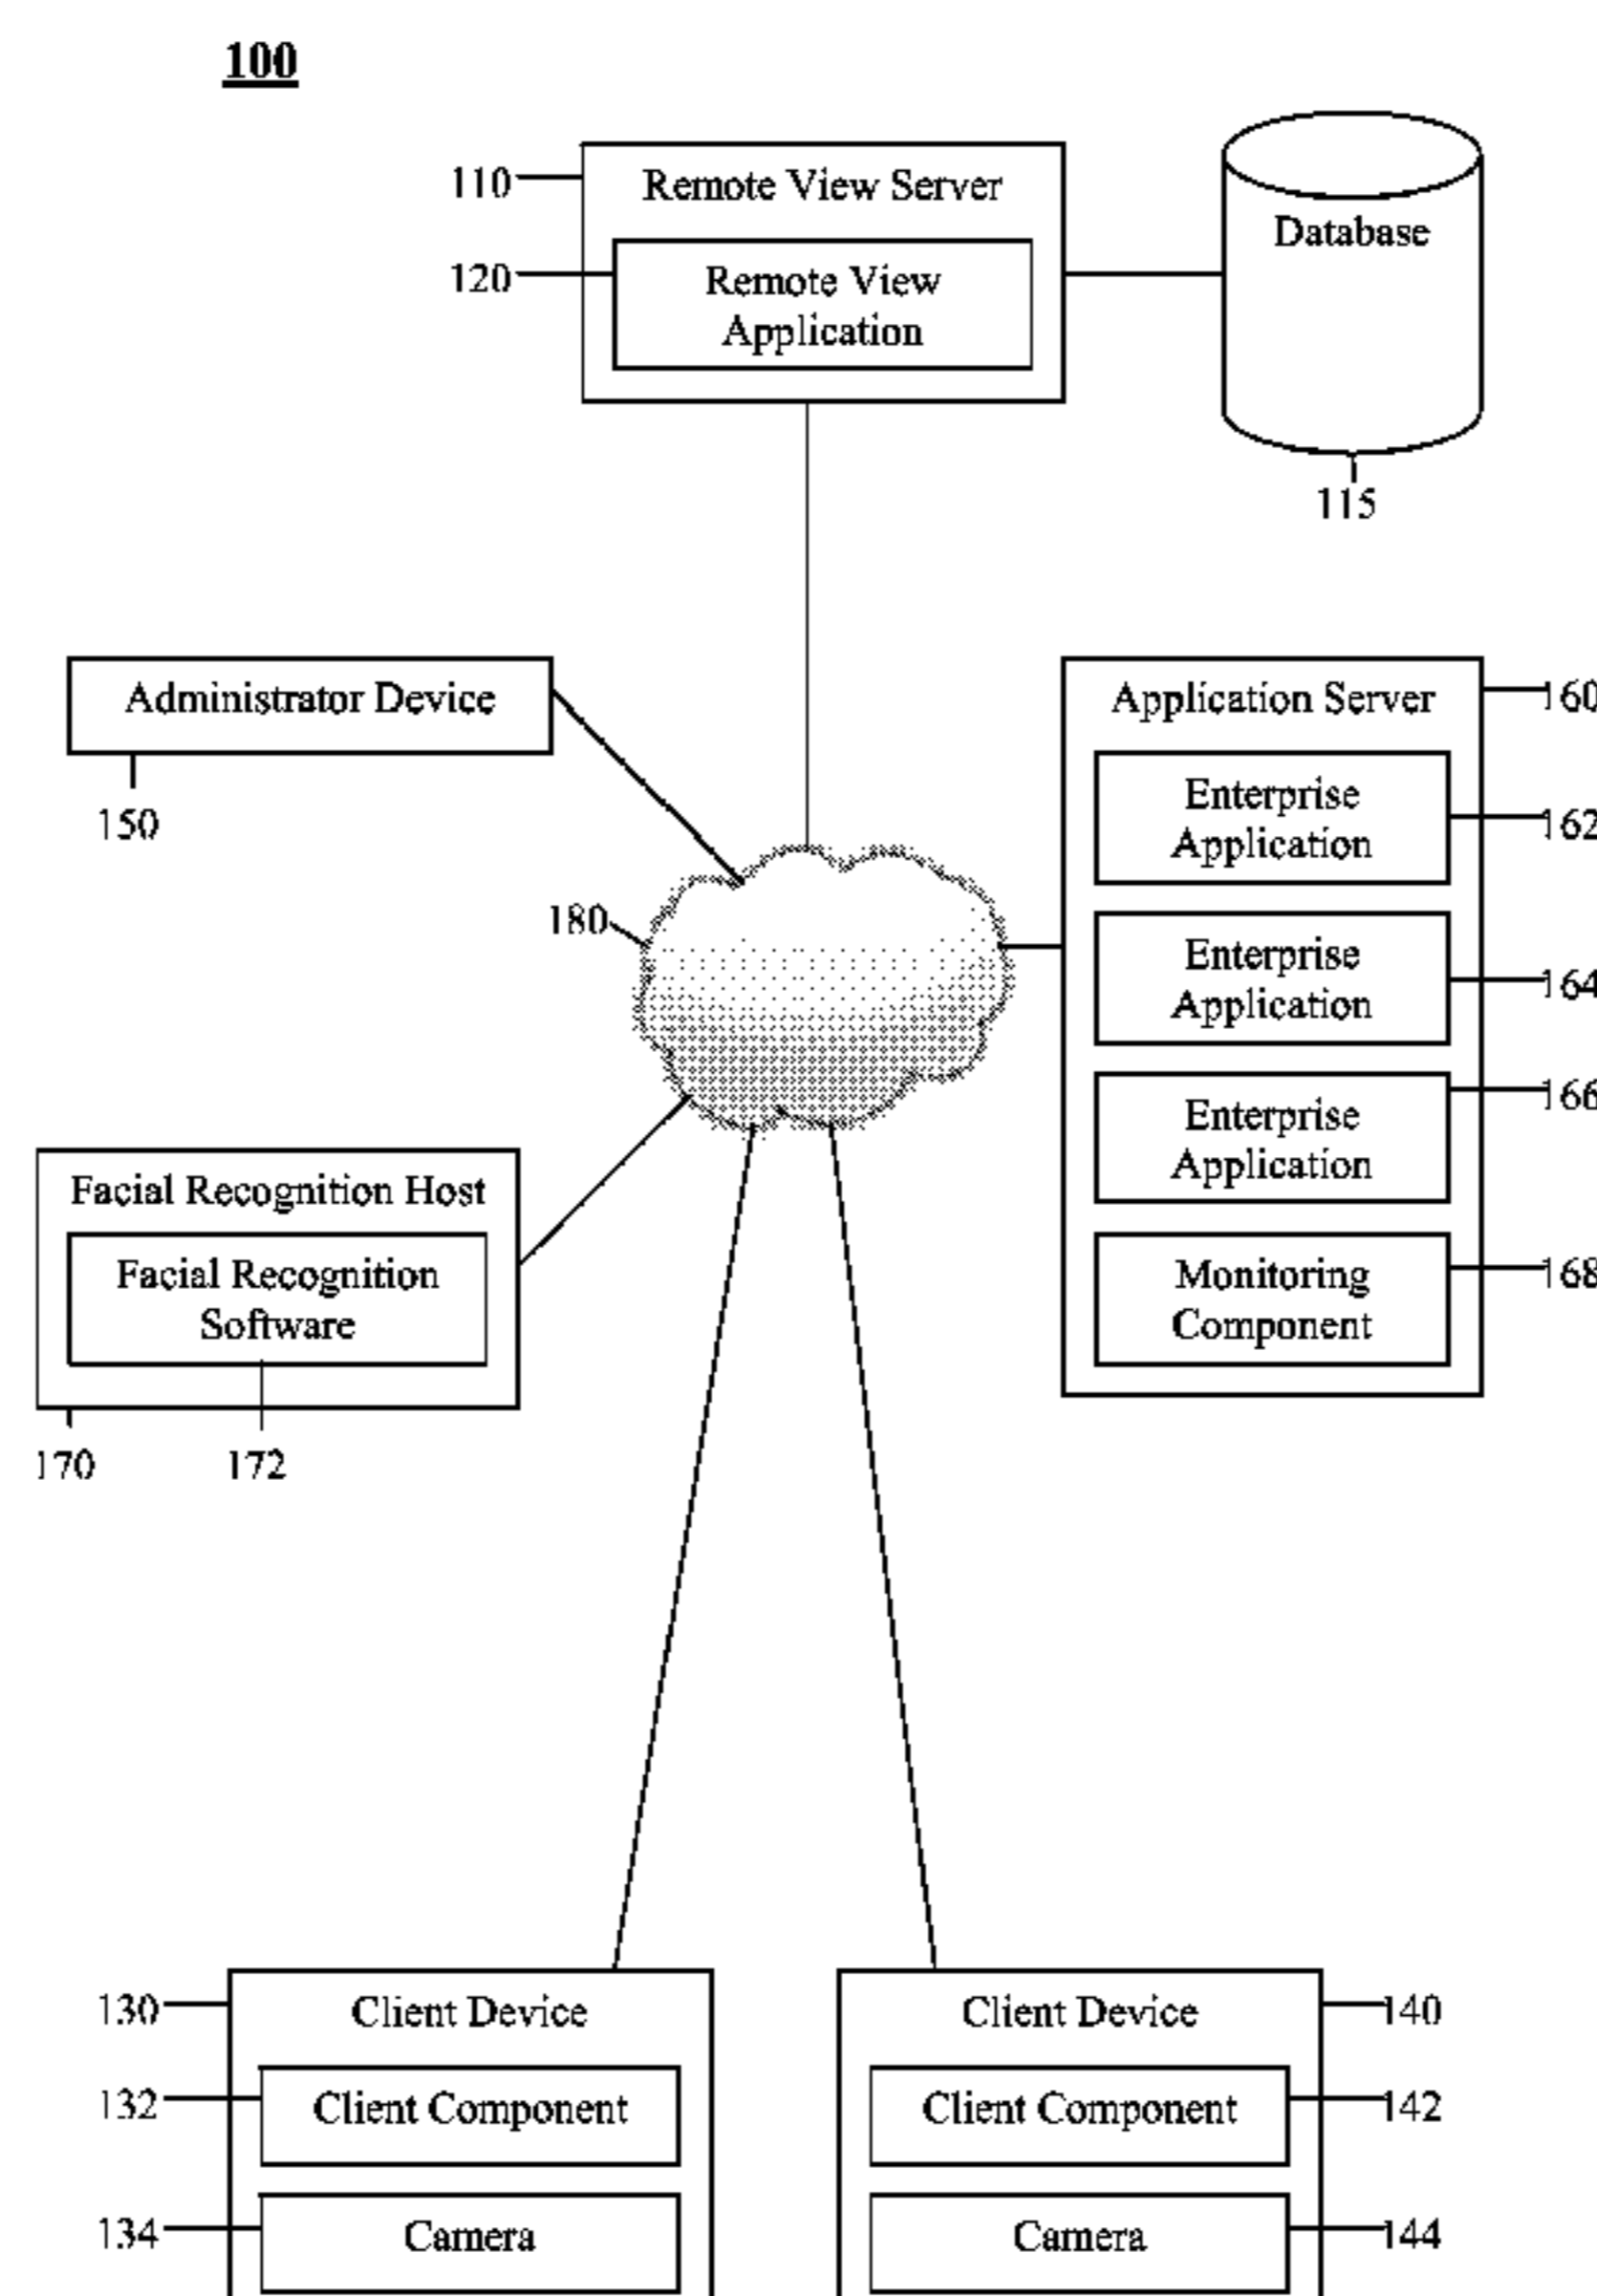 100
110
Remote View Server
Database
120
Remote View
Application
115
Administrator Device
150
Application Server
160
Enterprise
Application
162
180
Enterprise
Application
164
Enterprise
Application
166
Facial Recognition Host
Facial Recognition
Software
170
172
Monitoring
Component
168
130
Client Device
Client Device
140
132
Client Component
Client Component
142
134
Camera
Camera
144